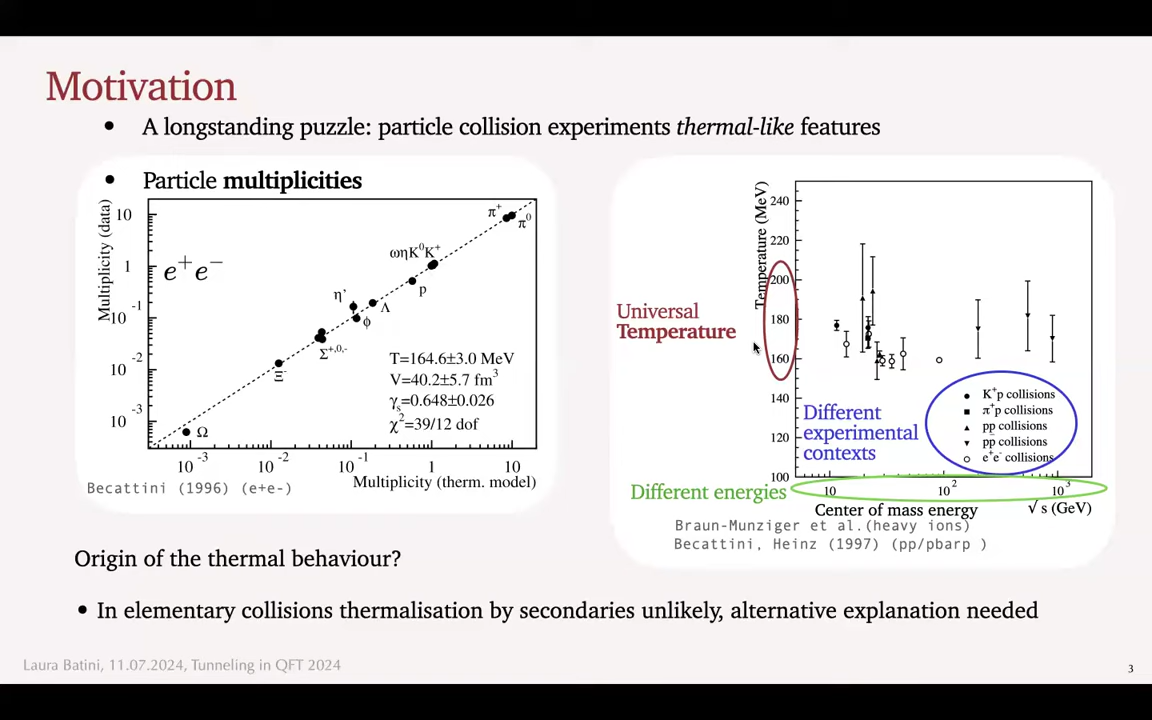 Motivation
• A longstanding puzzle: particle collision experiments thermal-like features
• Particle multiplicities
Multiplicity (data)
10
1
10 -1
10 -2
10 -3
e+e−
π+
π0
ωηK0K+
p
η’
Λ
ϕ
Σ+,0,-
Ξ-
Ω
T=164.6±3.0 MeV
V=40.2±5.7 fm3
γs=0.648±0.026
χ2=39/12 dof
10 -3
10 -2
10 -1
1
10
Multiplicity (therm. model)
Becattini (1996) (e+e-)
Universal
Temperature
Temperature (MeV)
240
220
200
180
160
140
120
100
Different
experimental
contexts
K+p collisions
π+p collisions
pp collisions
pp̄ collisions
e+e- collisions
Different energies
10
102
103
Center of mass energy
√ s (GeV)
Braun-Munziger et al.(heavy ions)
Becattini, Heinz (1997) (pp/pbarp )
Origin of the thermal behaviour?
• In elementary collisions thermalisation by secondaries unlikely, alternative explanation needed
Laura Batini, 11.07.2024, Tunneling in QFT 2024
3